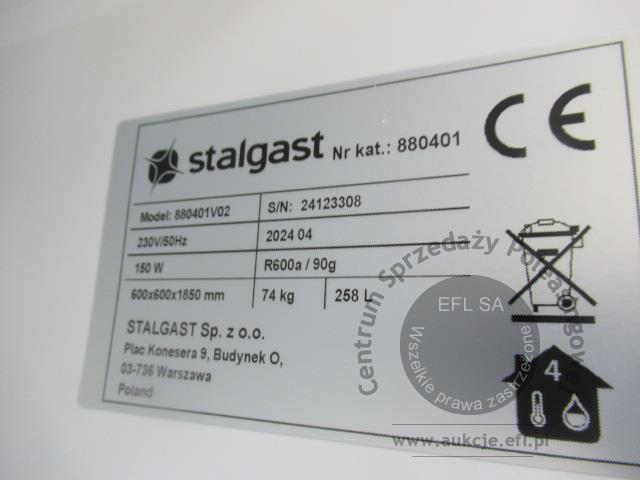 stalgast Nr kat.: 880401
CE
Model: 880401V02 S/N: 24123308
230V/50Hz 2024 04
150 W R600a / 90g
600x600x1850 mm 74 kg 258 L
STALGAST Sp. z o.o.
Plac Konesera 9, Budynek O,
03-736 Warszawa
Poland
4
Centrum Sprzedaży Poleasingowej
EFL SA
Wszelkie prawa zastrzeżone
www.aukcje.efl.pl